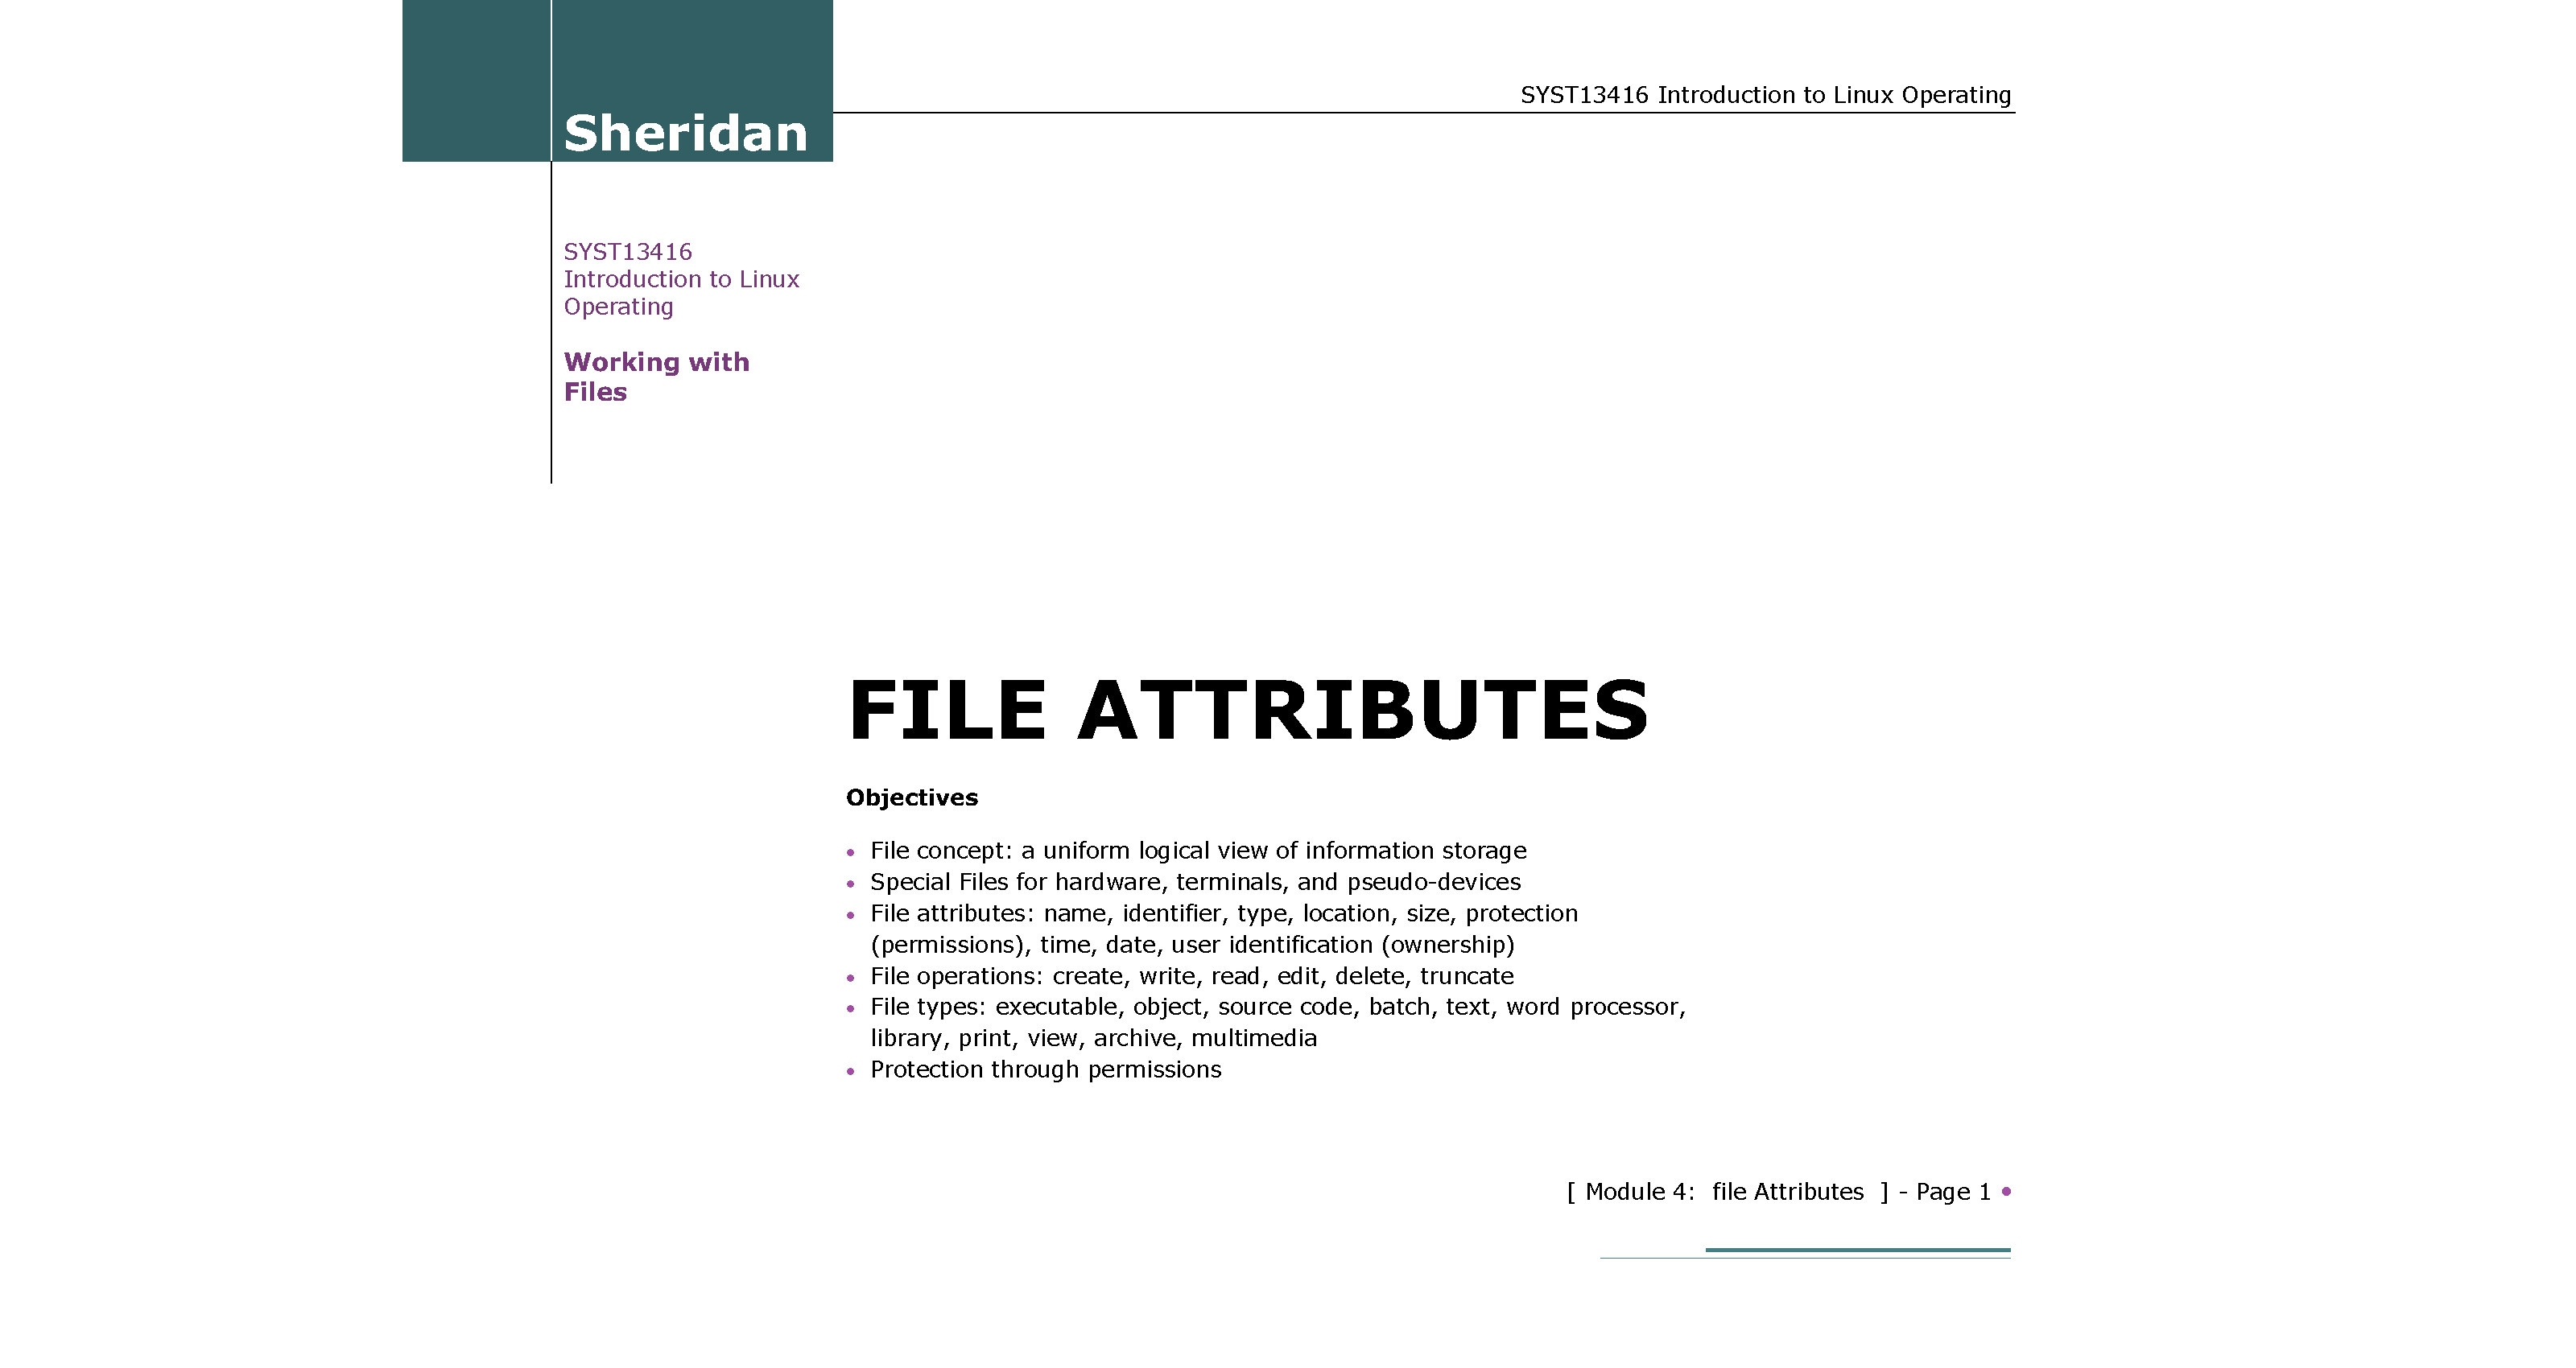 SYST13416 Introduction to Linux Operating
Sheridan
SYST13416
Introduction to Linux
Operating
Working with
Files
FILE ATTRIBUTES
Objectives
• File concept: a uniform logical view of information storage
• Special Files for hardware, terminals, and pseudo-devices
• File attributes: name, identifier, type, location, size, protection
(permissions), time, date, user identification (ownership)
• File operations: create, write, read, edit, delete, truncate
• File types: executable, object, source code, batch, text, word processor,
library, print, view, archive, multimedia
• Protection through permissions
[ Module 4:  file Attributes  ] - Page 1 •